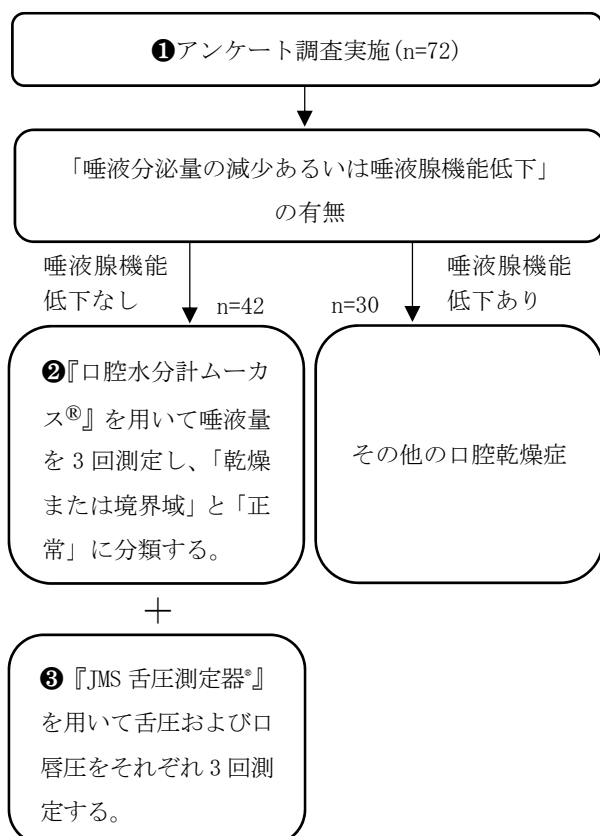 ❶アンケート調査実施(n=72)
「唾液分泌量の減少あるいは唾液腺機能低下」
の有無
唾液腺機能
低下なし
n=42
n=30
唾液腺機能
低下あり
❷『口腔水分計ムーカ
ス®』を用いて唾液量
を 3 回測定し、「乾燥
または境界域」と「正
常」に分類する。
その他の口腔乾燥症
+
❸『JMS 舌圧測定器®』
を用いて舌圧および口
唇圧をそれぞれ 3 回測
定する。